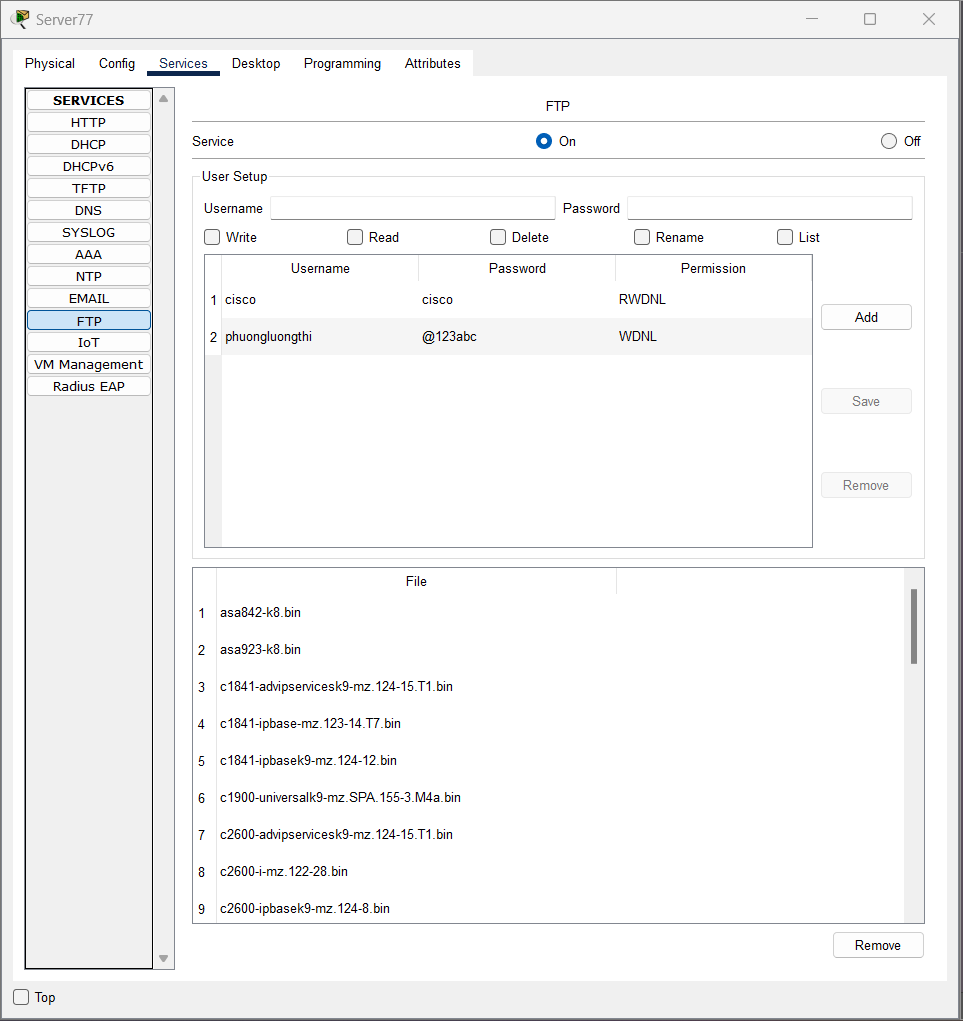 Server77
Physical Config Services Desktop Programming Attributes
SERVICES
HTTP
DHCP
DHCPv6
TFTP
DNS
SYSLOG
AAA
NTP
EMAIL
FTP
IoT
VM Management
Radius EAP
FTP
Service On Off
User Setup
Username Password
Write Read Delete Rename List
Username Password Permission
1 cisco cisco RWDNL
2 phuongluongthi @123abc WDNL
Add
Save
Remove
File
1 asa842-k8.bin
2 asa923-k8.bin
3 c1841-advipservicesk9-mz.124-15.T1.bin
4 c1841-ipbase-mz.123-14.T7.bin
5 c1841-ipbasek9-mz.124-12.bin
6 c1900-universalk9-mz.SPA.155-3.M4a.bin
7 c2600-advipservicesk9-mz.124-15.T1.bin
8 c2600-i-mz.122-28.bin
9 c2600-ipbasek9-mz.124-8.bin
Remove
Top